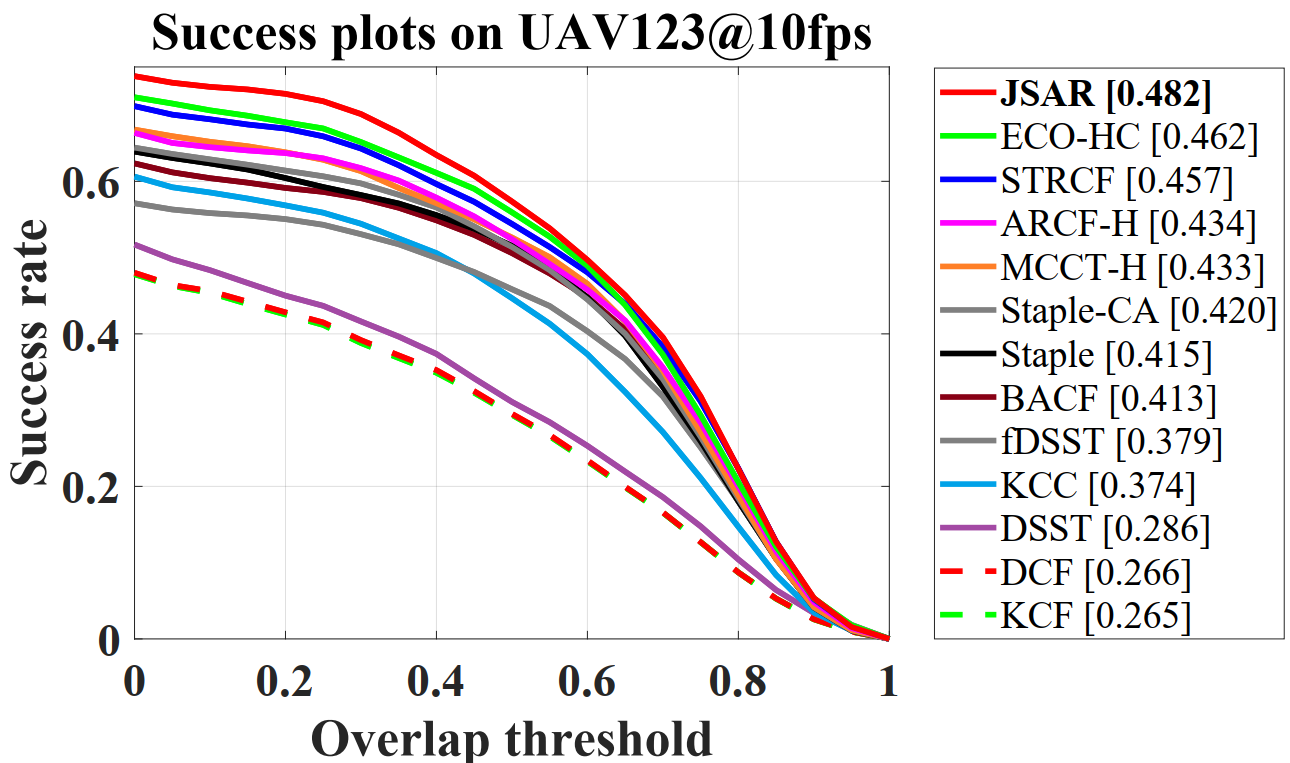 Success plots on UAV123@10fps
Success rate
0.6
0.4
0.2
0
0 0.2 0.4 0.6 0.8 1
Overlap threshold
JSAR [0.482]
ECO-HC [0.462]
STRCF [0.457]
ARCF-H [0.434]
MCCT-H [0.433]
Staple-CA [0.420]
Staple [0.415]
BACF [0.413]
fDSST [0.379]
KCC [0.374]
DSST [0.286]
DCF [0.266]
KCF [0.265]